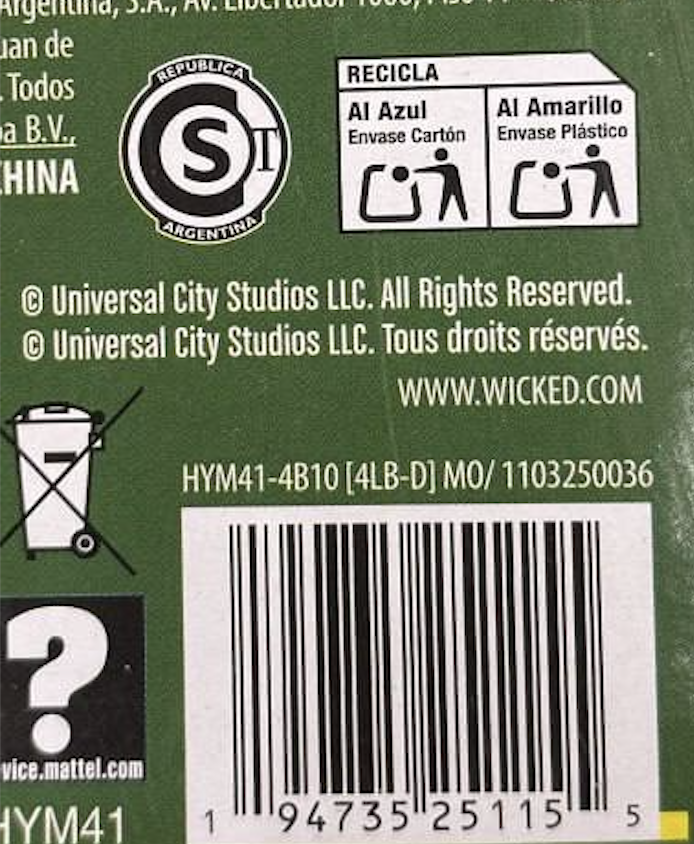 Argentina, S.A., Av. Libertador 1000,
uan de
. Todos
a B.V.,
HINA
REPUBLICA
S T
ARGENTINA
RECICLA
Al Azul
Envase Cartón
Al Amarillo
Envase Plástico
© Universal City Studios LLC. All Rights Reserved.
© Universal City Studios LLC. Tous droits réservés.
WWW.WICKED.COM
HYM41-4B10 [4LB-D] MO/ 1103250036
?
vice.mattel.com
HYM41
1 94735 25115 5